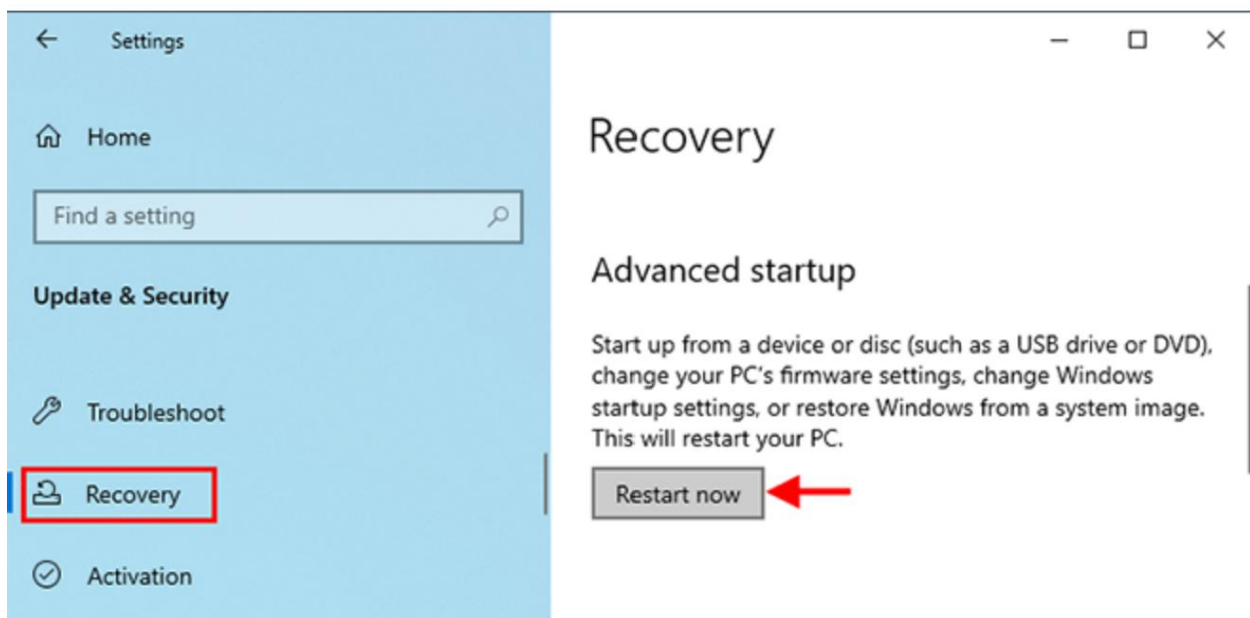 Settings
Home
Find a setting
Update & Security
Troubleshoot
Recovery
Activation
Recovery
Advanced startup
Start up from a device or disc (such as a USB drive or DVD),
change your PC's firmware settings, change Windows
startup settings, or restore Windows from a system image.
This will restart your PC.
Restart now